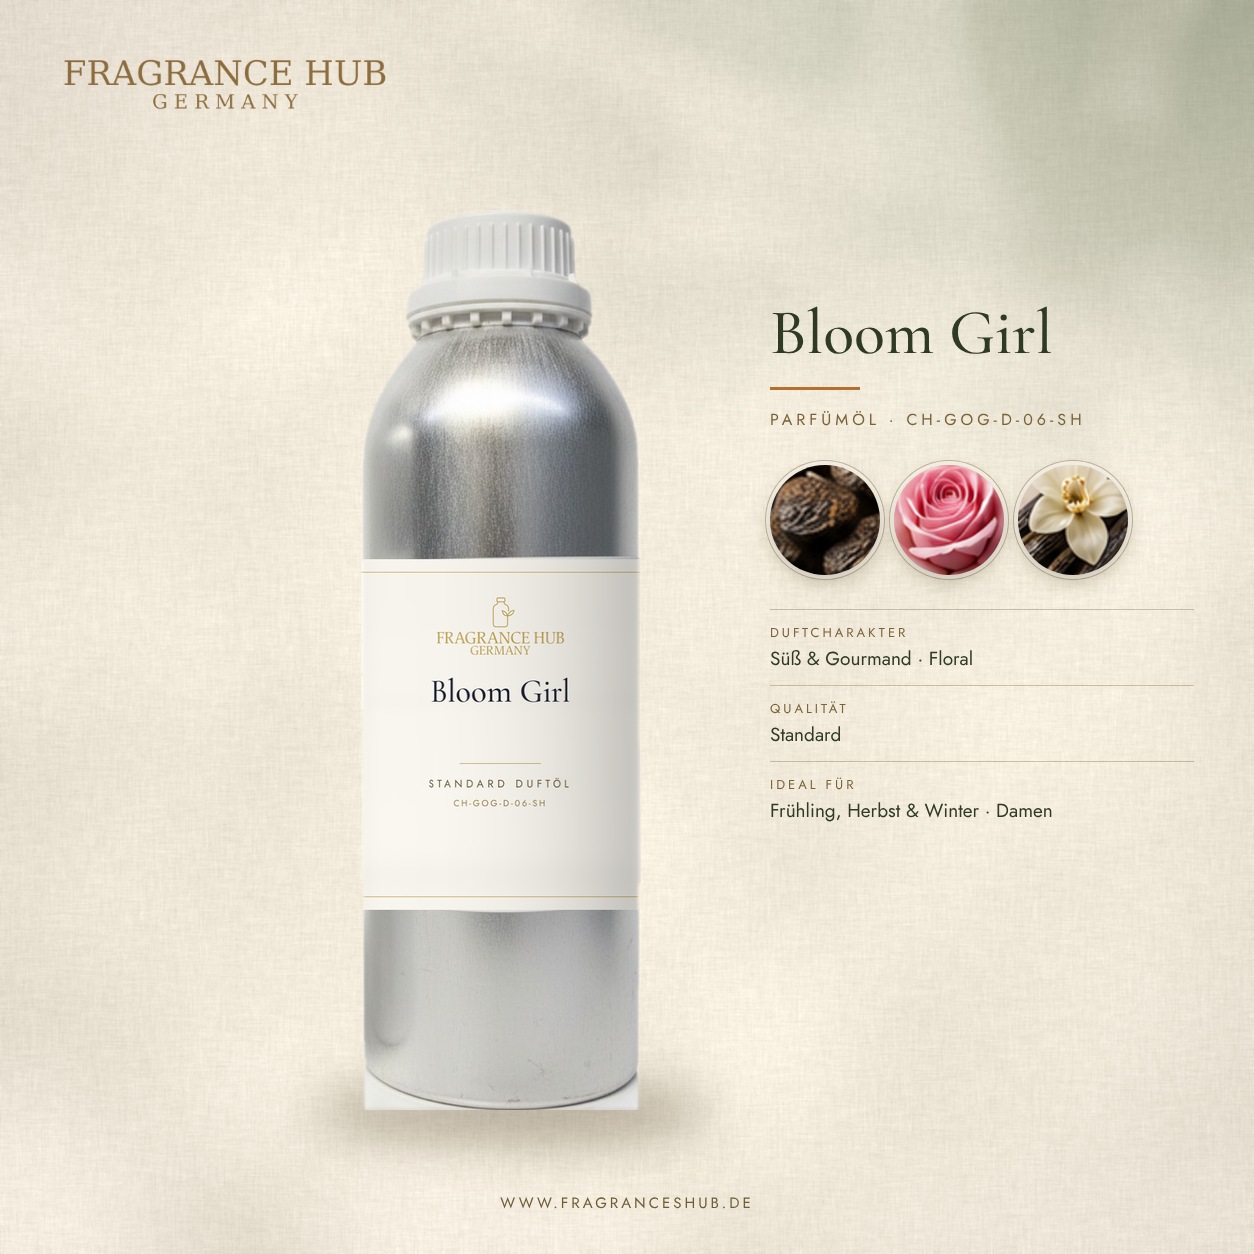 FRAGRANCE HUB
GERMANY
Bloom Girl
PARFÜMÖL · CH-GOG-D-06-SH
DUFTCHARAKTER
Süß & Gourmand · Floral
QUALITÄT
Standard
IDEAL FÜR
Frühling, Herbst & Winter · Damen
FRAGRANCE HUB
GERMANY
Bloom Girl
STANDARD DUFTÖL
CH-GOG-D-06-SH
WWW.FRAGRANCESHUB.DE